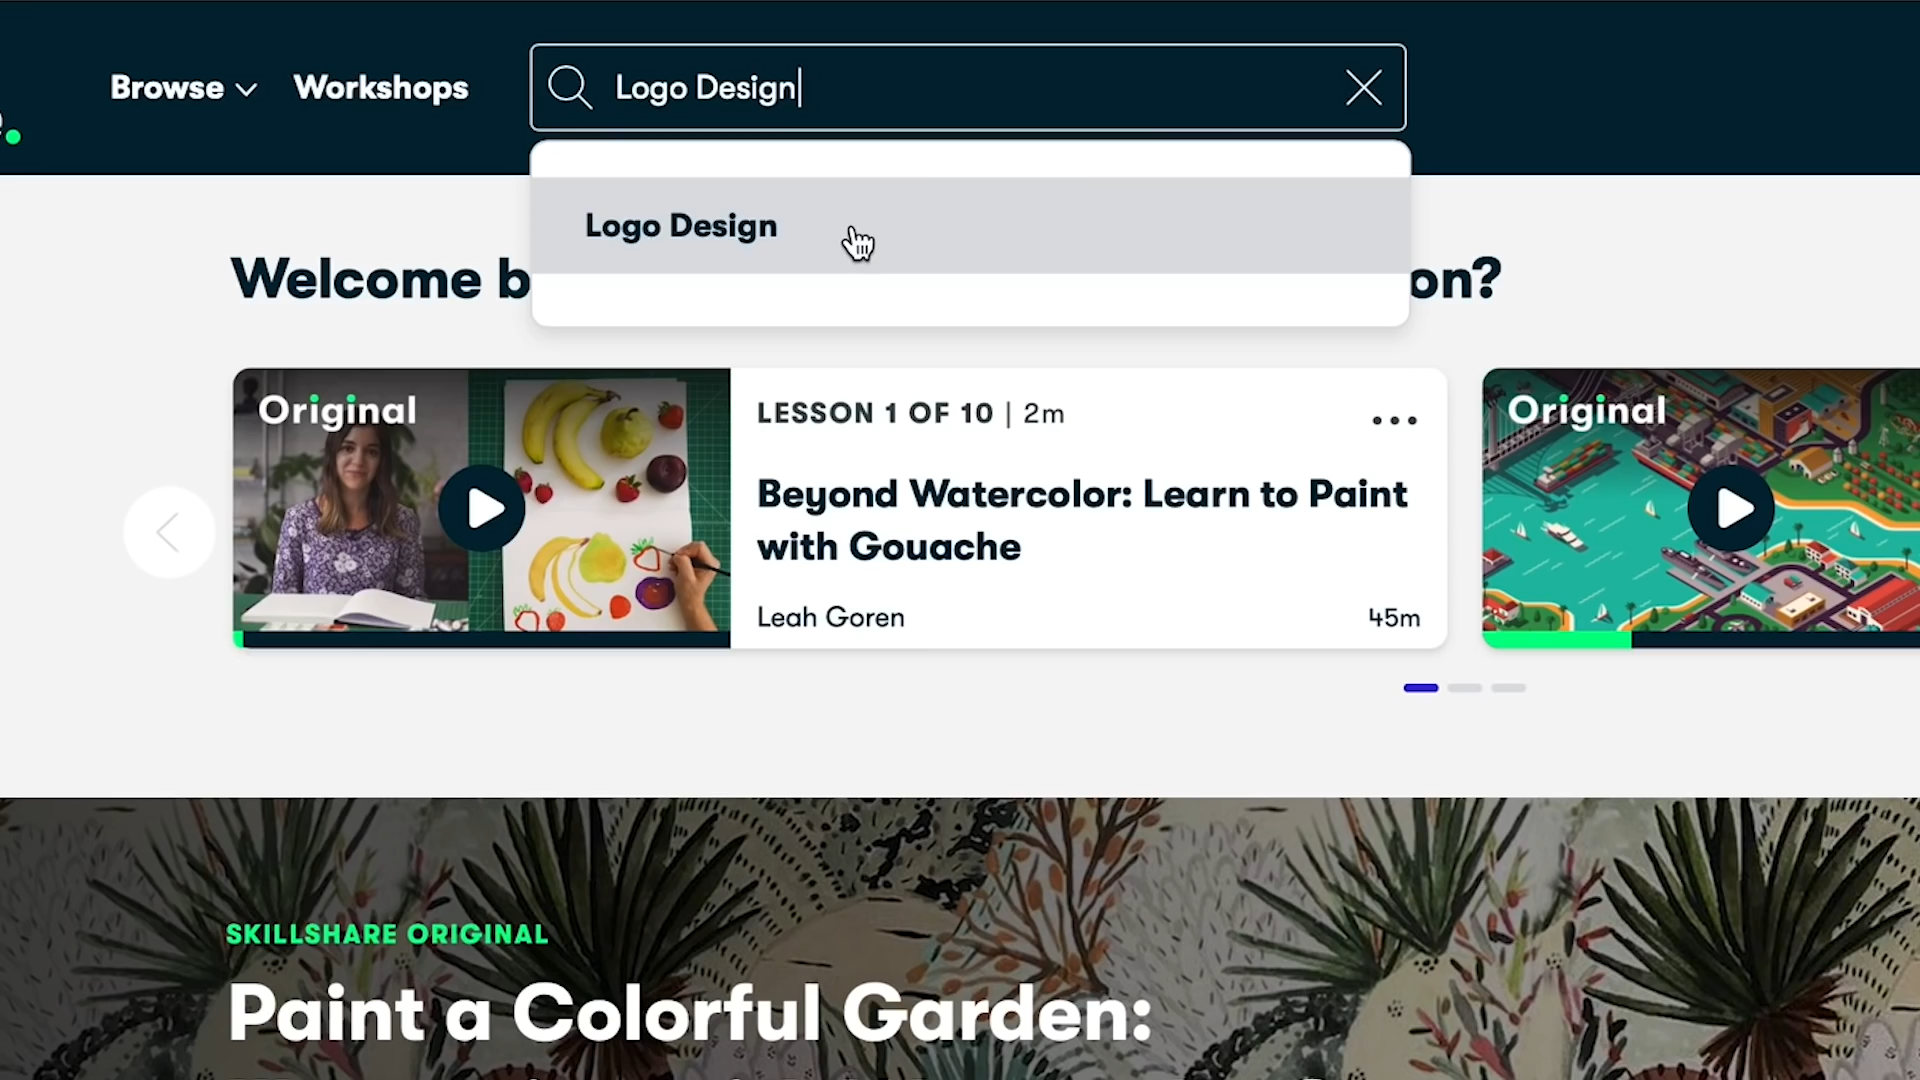 Browse
Workshops
Logo Design
Logo Design
Welcome b on?
Original
LESSON 1 OF 10 | 2m
Beyond Watercolor: Learn to Paint
with Gouache
Leah Goren
45m
Original
SKILLSHARE ORIGINAL
Paint a Colorful Garden: